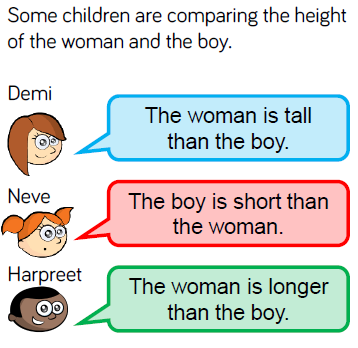 Some children are comparing the height
of the woman and the boy.
Demi
The woman is tall
than the boy.
Neve
The boy is short than
the woman.
Harpreet
The woman is longer
than the boy.